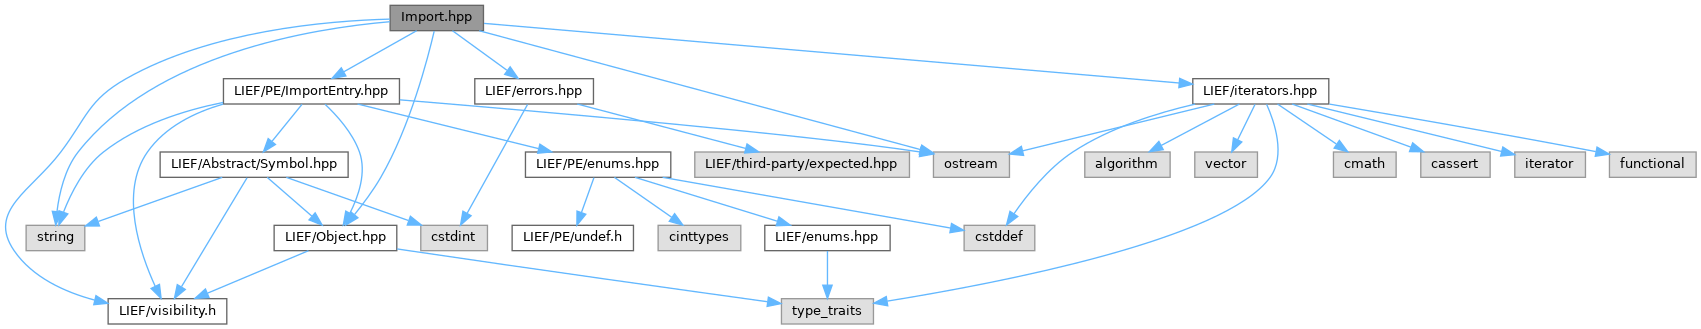 Import.hpp
LIEF/PE/ImportEntry.hpp
LIEF/errors.hpp
LIEF/iterators.hpp
LIEF/Abstract/Symbol.hpp
LIEF/PE/enums.hpp
LIEF/third-party/expected.hpp
ostream
algorithm
vector
cmath
cassert
iterator
functional
string
LIEF/Object.hpp
cstdint
LIEF/PE/undef.h
cinttypes
LIEF/enums.hpp
cstddef
LIEF/visibility.h
type_traits